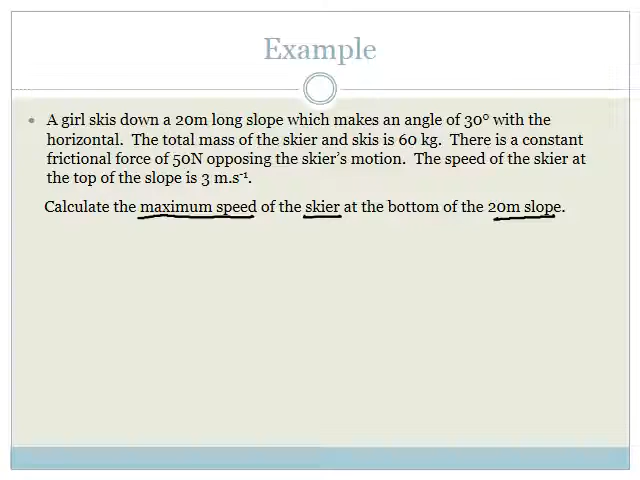 Example
• A girl skis down a 20m long slope which makes an angle of 30° with the
horizontal. The total mass of the skier and skis is 60 kg. There is a constant
frictional force of 50N opposing the skier’s motion. The speed of the skier at
the top of the slope is 3 m.s⁻¹.
Calculate the maximum speed of the skier at the bottom of the 20m slope.